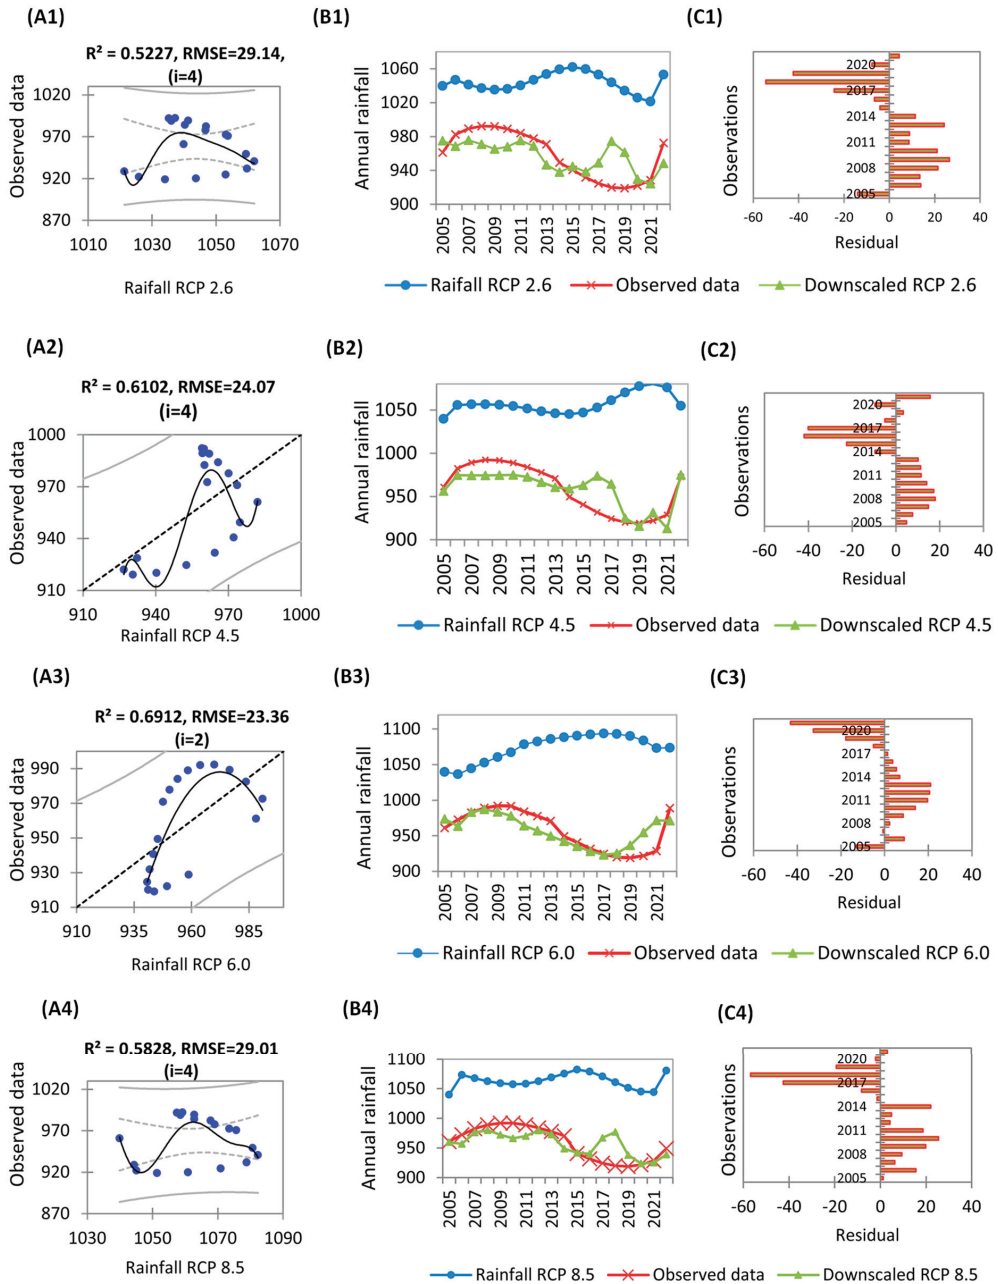 (A1)
R² = 0.5227, RMSE=29.14,
(i=4)
Observed data
1020
970
920
870
1010
1030
1050
1070
Raifall RCP 2.6
(B1)
Annual rainfall
1060
1020
980
940
900
2005
2007
2009
2011
2013
2015
2017
2019
2021
Raifall RCP 2.6
Observed data
Downscaled RCP 2.6
(C1)
Observations
2020
2017
2014
2011
2008
2005
-60
-40
-20
0
20
40
Residual
(A2)
R² = 0.6102, RMSE=24.07
(i=4)
Observed data
1000
970
940
910
910
940
970
1000
Rainfall RCP 4.5
(B2)
Annual rainfall
1050
1000
950
900
2005
2007
2009
2011
2013
2015
2017
2019
2021
Rainfall RCP 4.5
Observed data
Downscaled RCP 4.5
(C2)
Observations
2020
2017
2014
2011
2008
2005
-60
-40
-20
0
20
40
Residual
(A3)
R² = 0.6912, RMSE=23.36
(i=2)
Observed data
990
970
950
930
910
910
935
960
985
Rainfall RCP 6.0
(B3)
Annual rainfall
1100
1050
1000
950
900
2005
2007
2009
2011
2013
2015
2017
2019
2021
Rainfall RCP 6.0
Observed data
Downscaled RCP 6.0
(C3)
Observations
2020
2017
2014
2011
2008
2005
-60
-40
-20
0
20
40
Residual
(A4)
R² = 0.5828, RMSE=29.01
(i=4)
Observed data
1020
970
920
870
1030
1050
1070
1090
Rainfall RCP 8.5
(B4)
Annual rainfall
1100
1050
1000
950
900
2005
2007
2009
2011
2013
2015
2017
2019
2021
Rainfall RCP 8.5
Observed data
Downscaled RCP 8.5
(C4)
Observations
2020
2017
2014
2011
2008
2005
-60
-40
-20
0
20
40
Residual